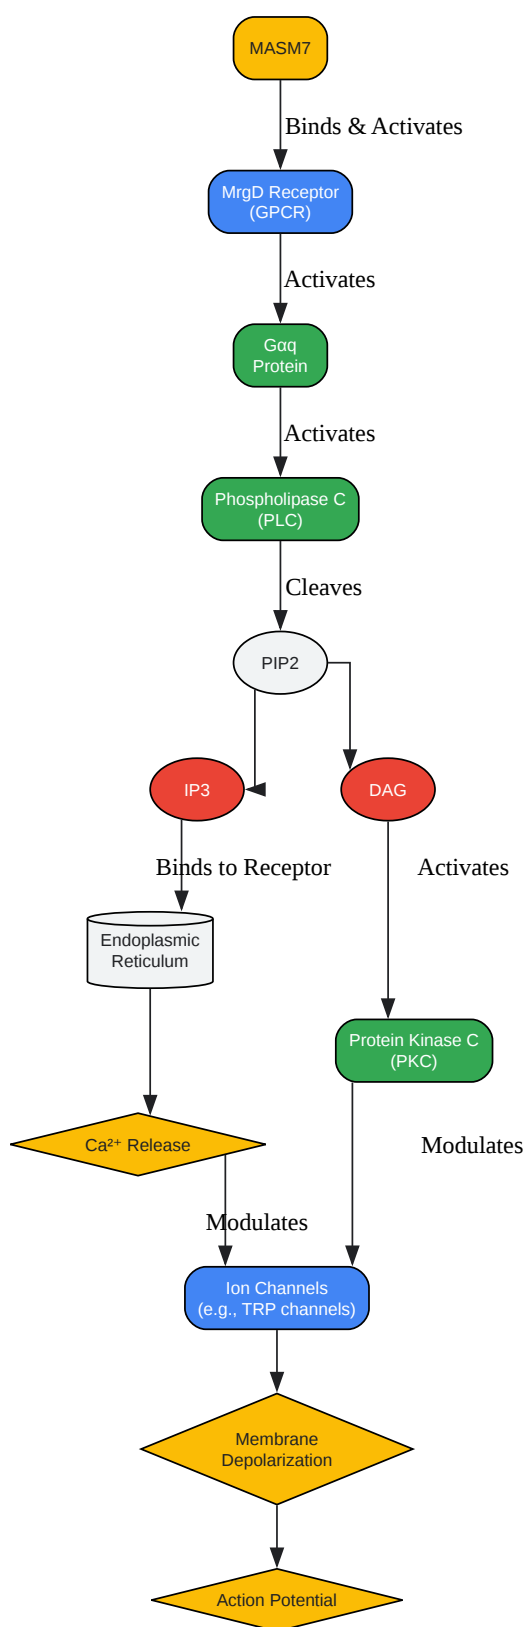 MASM7
Binds & Activates
MrgD Receptor
(GPCR)
Activates
Gαq
Protein
Activates
Phospholipase C
(PLC)
Cleaves
PIP2
IP3
DAG
Binds to Receptor
Activates
Endoplasmic
Reticulum
Protein Kinase C
(PKC)
Ca²⁺ Release
Modulates
Modulates
Ion Channels
(e.g., TRP channels)
Membrane
Depolarization
Action Potential